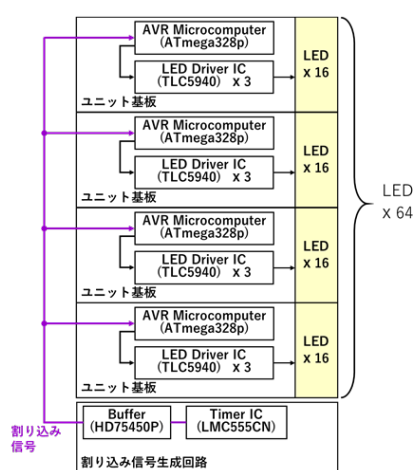 AVR Microcomputer
(ATmega328p)
LED Driver IC
(TLC5940) x 3
ユニット基板
LED
x 16
AVR Microcomputer
(ATmega328p)
LED Driver IC
(TLC5940) x 3
ユニット基板
LED
x 16
LED
x 64
AVR Microcomputer
(ATmega328p)
LED Driver IC
(TLC5940) x 3
ユニット基板
LED
x 16
AVR Microcomputer
(ATmega328p)
LED Driver IC
(TLC5940) x 3
ユニット基板
LED
x 16
割り込み
信号
Buffer
(HD75450P)
Timer IC
(LMC555CN)
割り込み信号生成回路